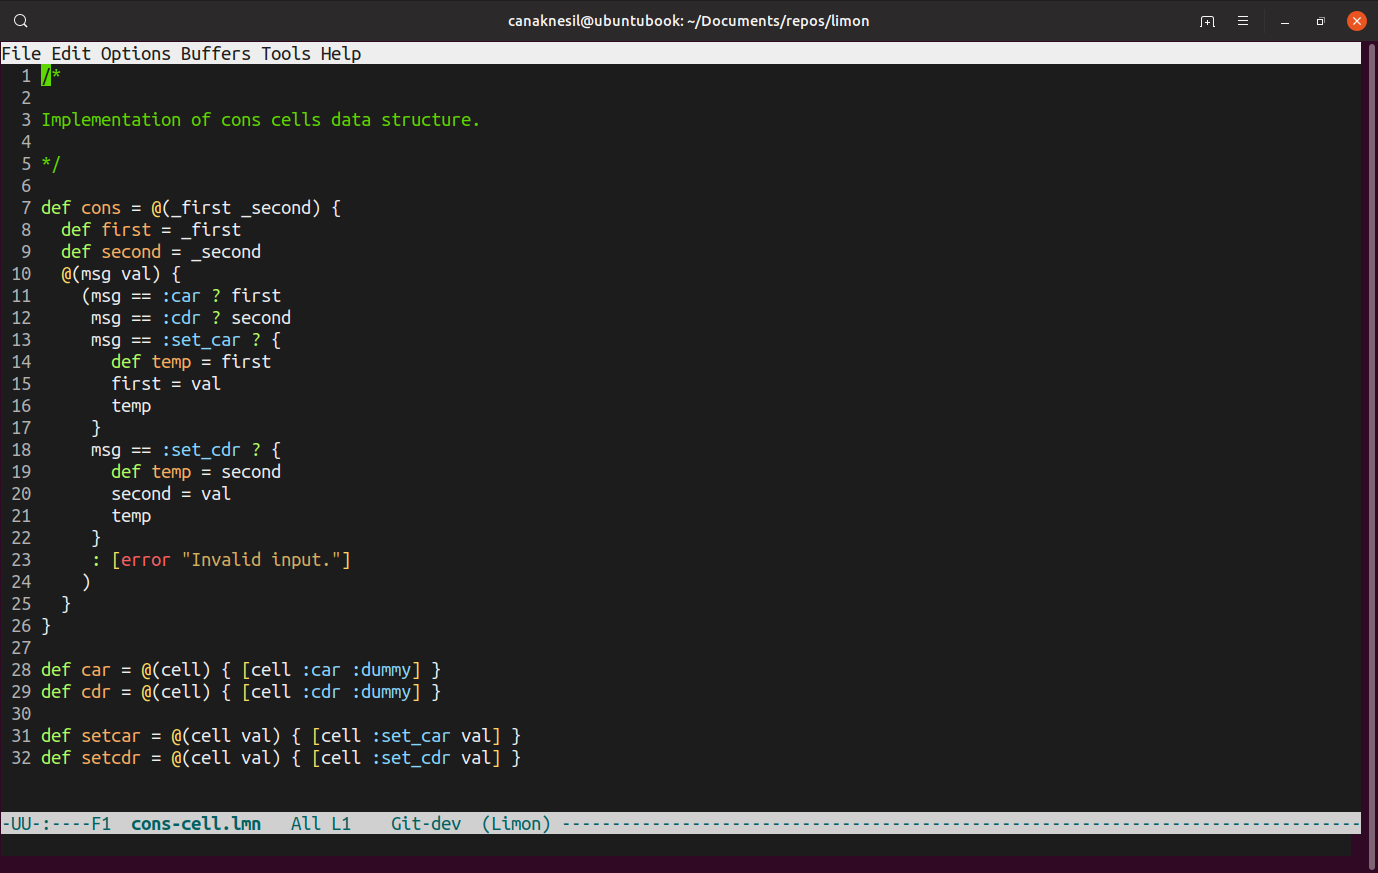 canaknesil@ubuntubook: ~/Documents/repos/limon
File Edit Options Buffers Tools Help
1 /*
2
3 Implementation of cons cells data structure.
4
5 */
6
7 def cons = @(_first _second) {
8   def first = _first
9   def second = _second
10   @(msg val) {
11     (msg == :car ? first
12      msg == :cdr ? second
13      msg == :set_car ? {
14        def temp = first
15        first = val
16        temp
17      }
18      msg == :set_cdr ? {
19        def temp = second
20        second = val
21        temp
22      }
23      : [error "Invalid input."]
24     )
25   }
26 }
27
28 def car = @(cell) { [cell :car :dummy] }
29 def cdr = @(cell) { [cell :cdr :dummy] }
30
31 def setcar = @(cell val) { [cell :set_car val] }
32 def setcdr = @(cell val) { [cell :set_cdr val] }
-UU-:----F1  cons-cell.lmn   All L1    Git-dev  (Limon) --------------------------------------------------------------------------------